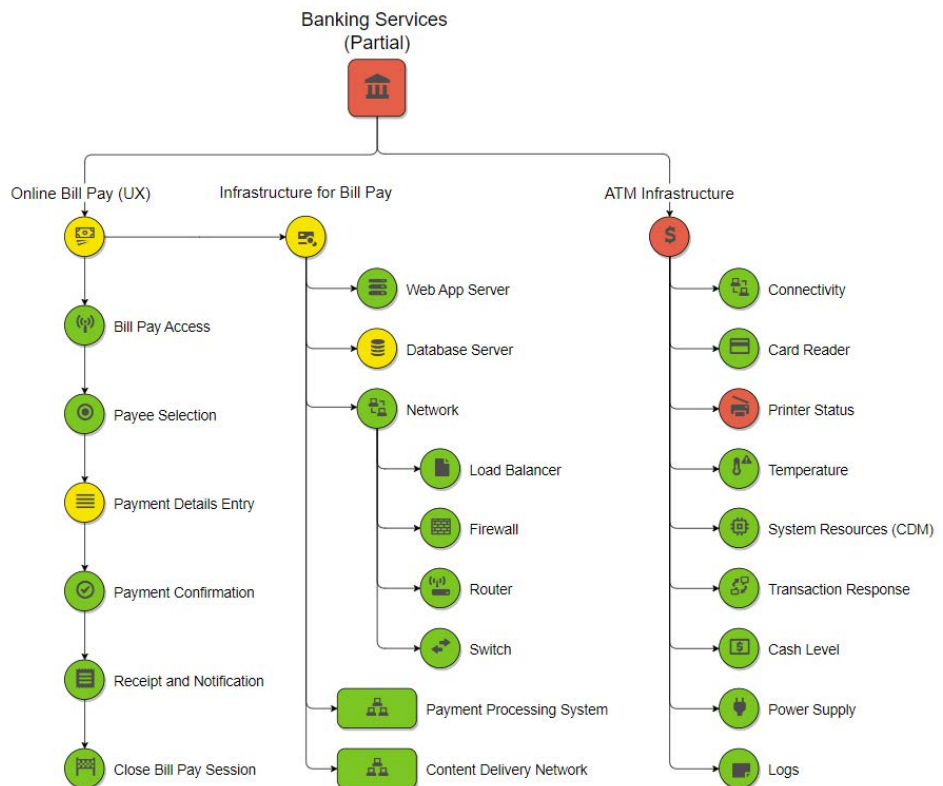 Banking Services
(Partial)
Online Bill Pay (UX)
Infrastructure for Bill Pay
ATM Infrastructure
$
Web App Server
Connectivity
Bill Pay Access
Database Server
Card Reader
Payee Selection
Network
Printer Status
Load Balancer
Temperature
Payment Details Entry
Firewall
System Resources (CDM)
Payment Confirmation
Router
Transaction Response
Switch
$
Cash Level
Receipt and Notification
Payment Processing System
Power Supply
Close Bill Pay Session
Content Delivery Network
Logs